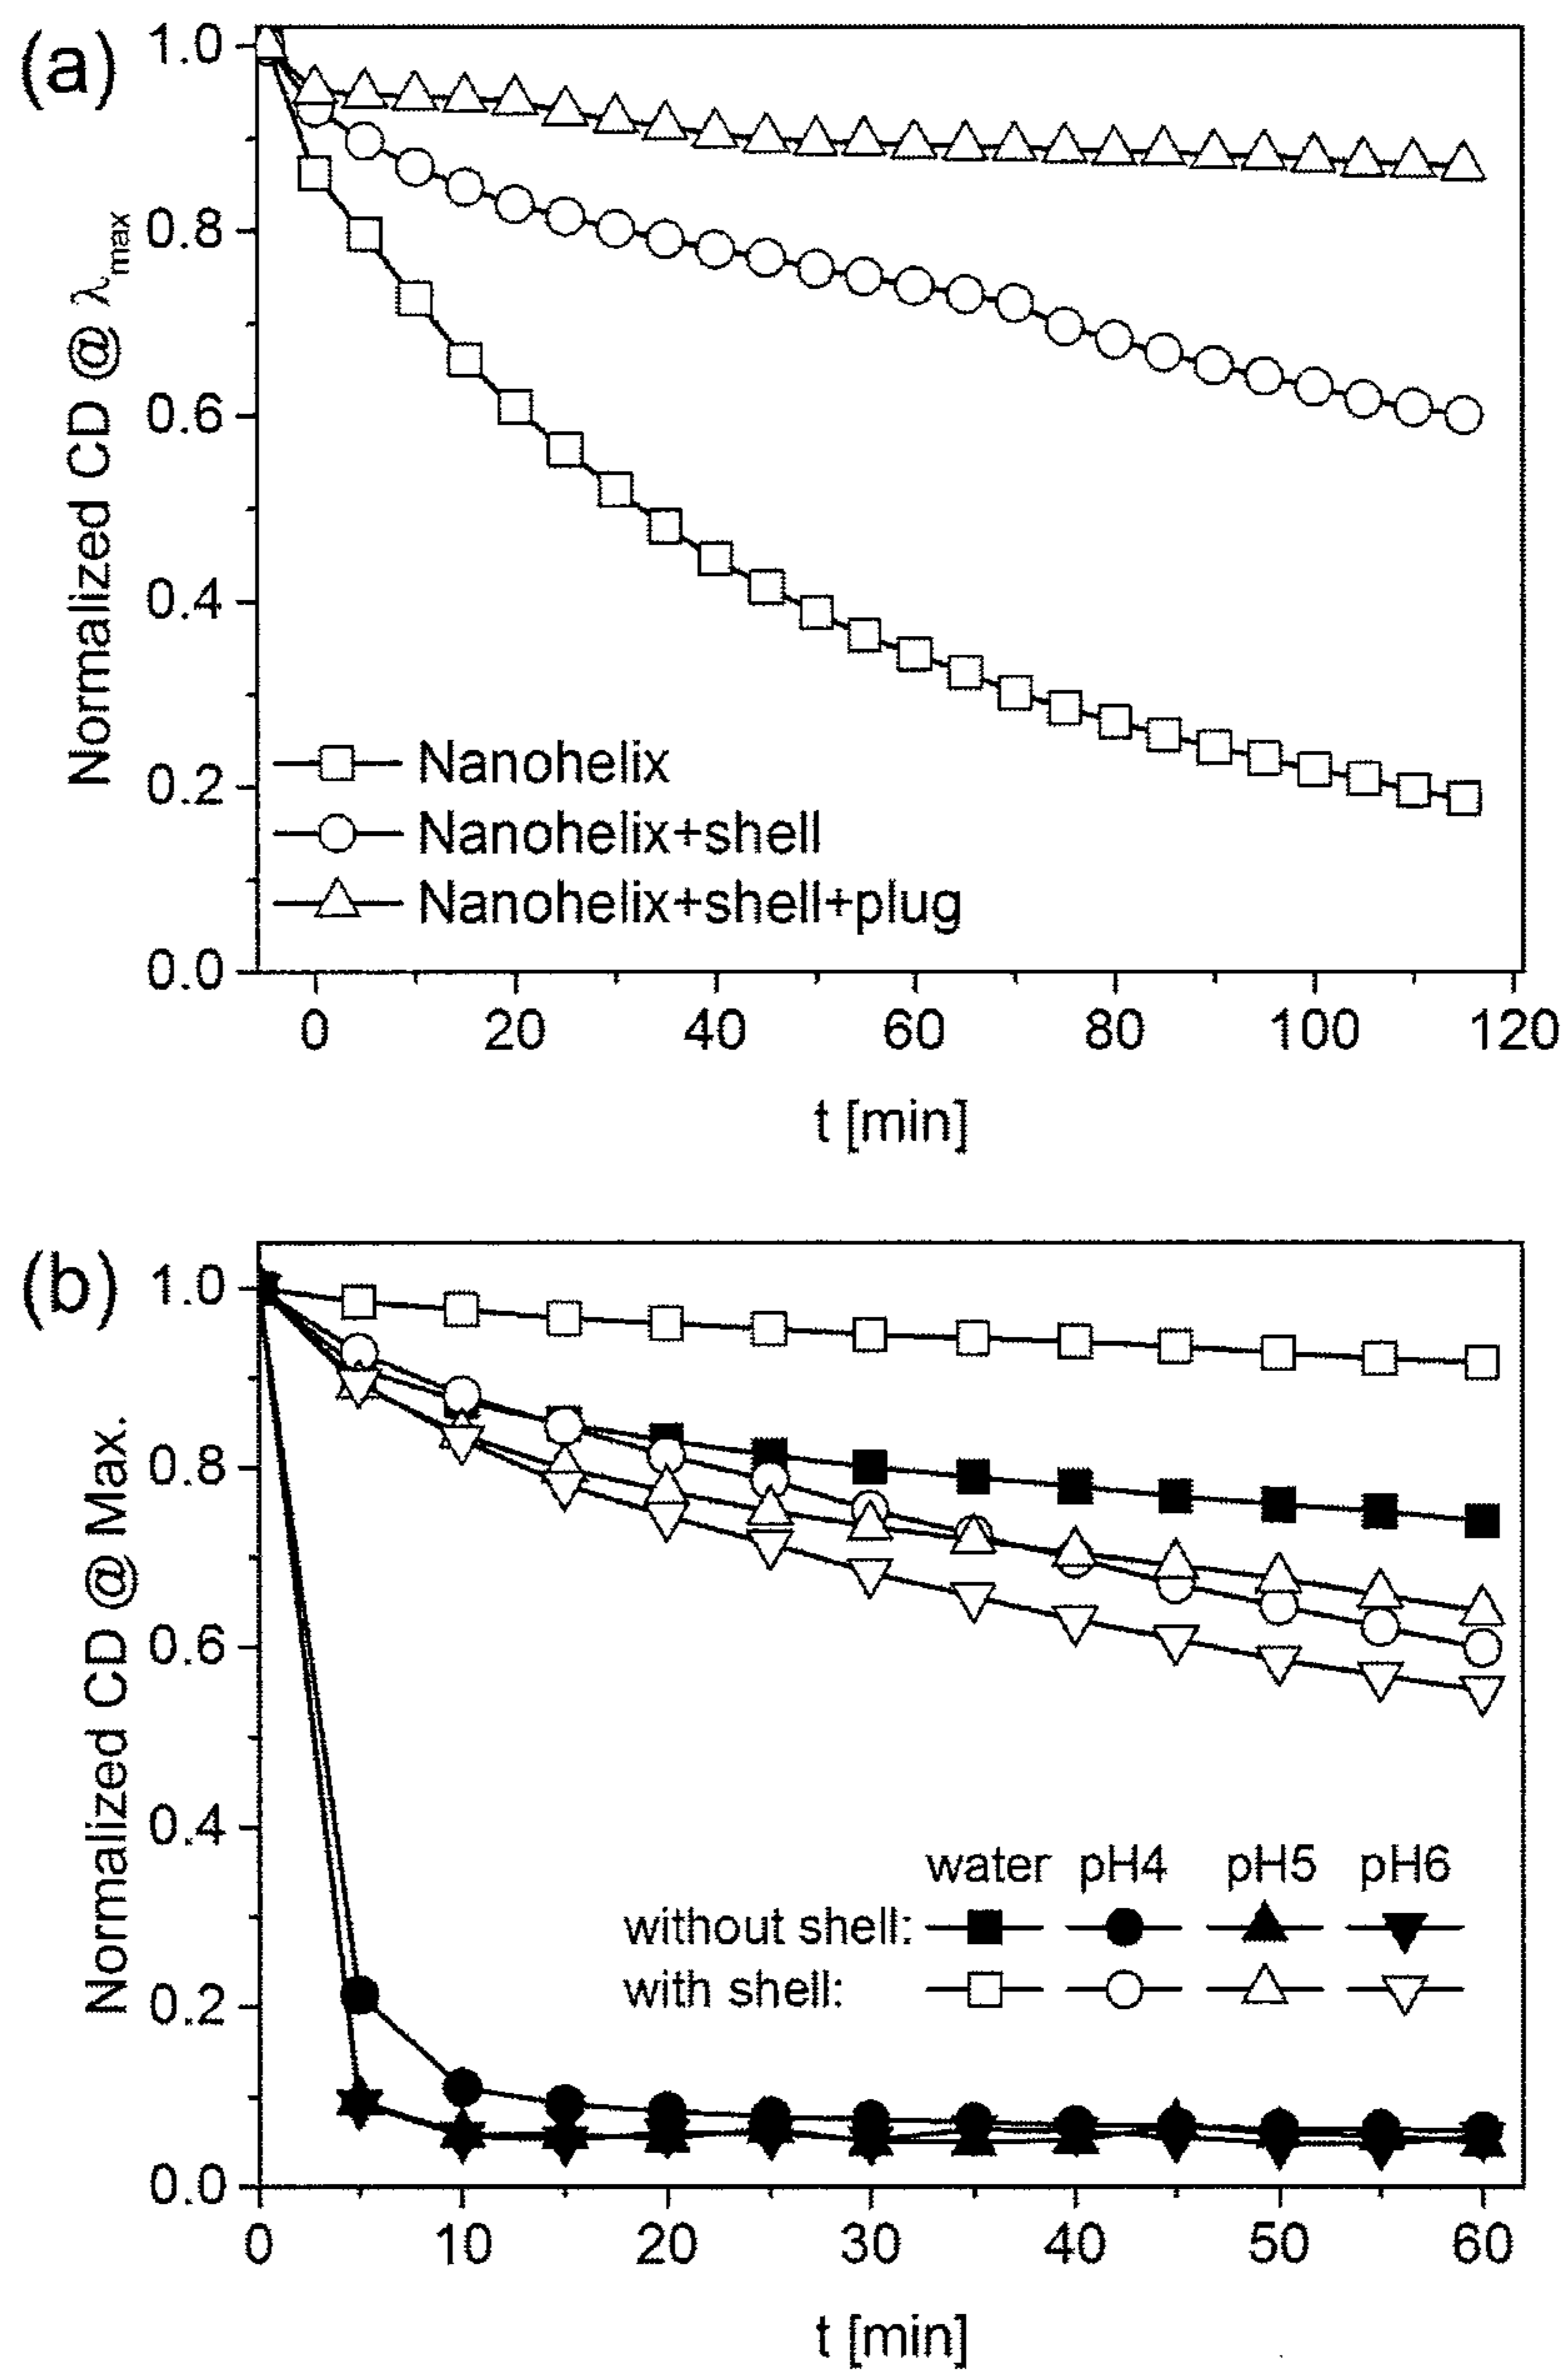 (a)
Normalized CD @ λmax
1.0
0.8
0.6
0.4
0.2
0.0
Nanohelix
Nanohelix+shell
Nanohelix+shell+plug
0 20 40 60 80 100 120
t [min]
(b)
Normalized CD @ Max.
1.0
0.8
0.6
0.4
0.2
0.0
water pH4 pH5 pH6
without shell:
with shell:
0 10 20 30 40 50 60
t [min]